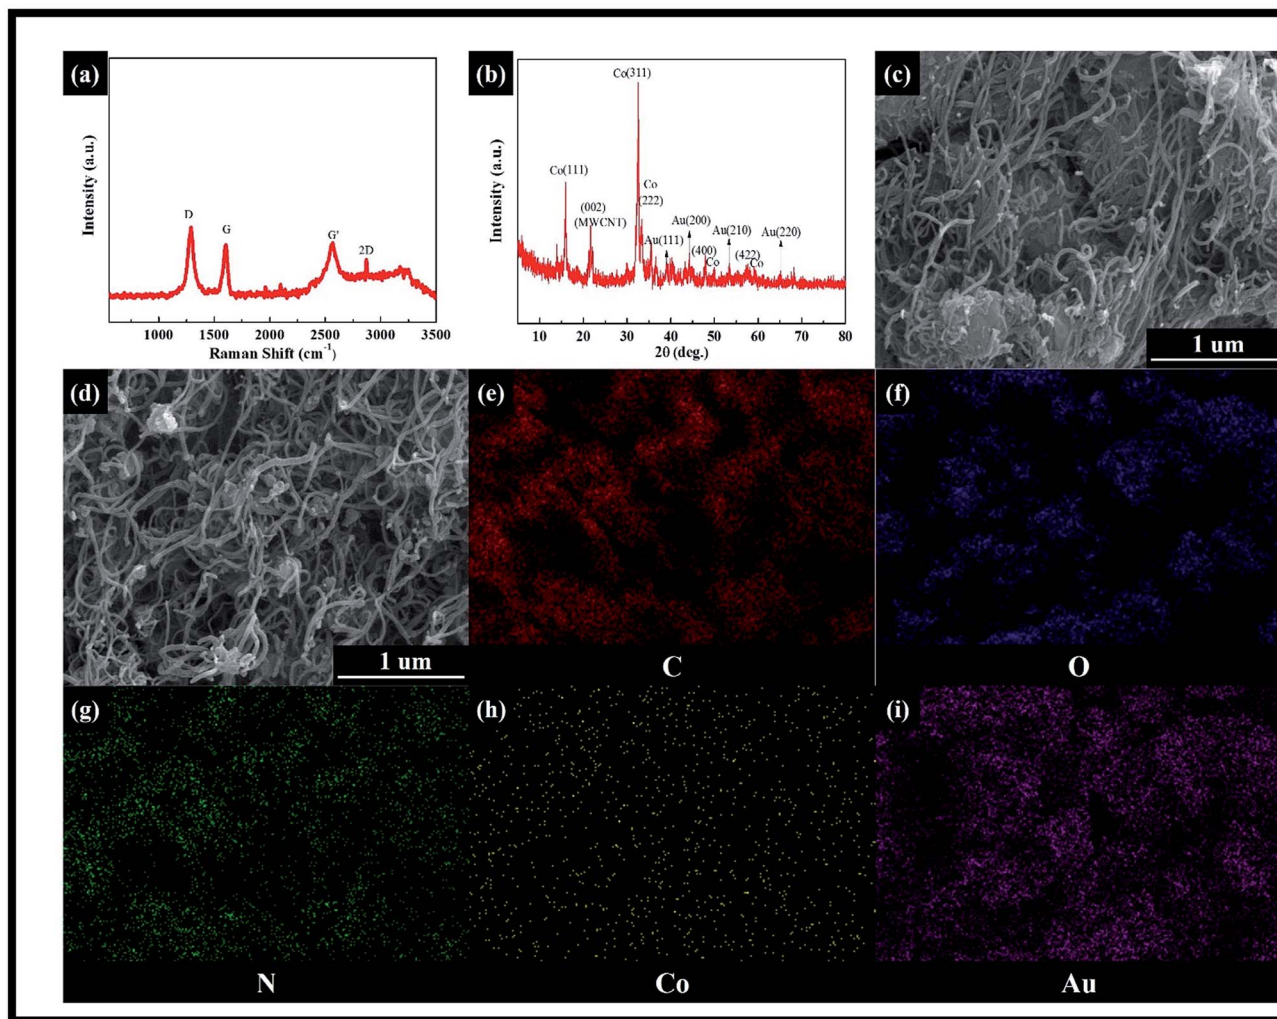 (a)
Intensity (a.u.)
D
G
G'
2D
1000 1500 2000 2500 3000 3500
Raman Shift (cm-1)
(b)
Intensity (a.u.)
Co(311)
Co(111)
Co
(222)
(002)
(MWCNT)
Au(200)
Au(210)
Au(220)
Au(111)
(400)
Co
(422)
Co
10 20 30 40 50 60 70 80
2θ (deg.)
(c)
1 um
(d)
1 um
(e)
C
(f)
O
(g)
N
(h)
Co
(i)
Au